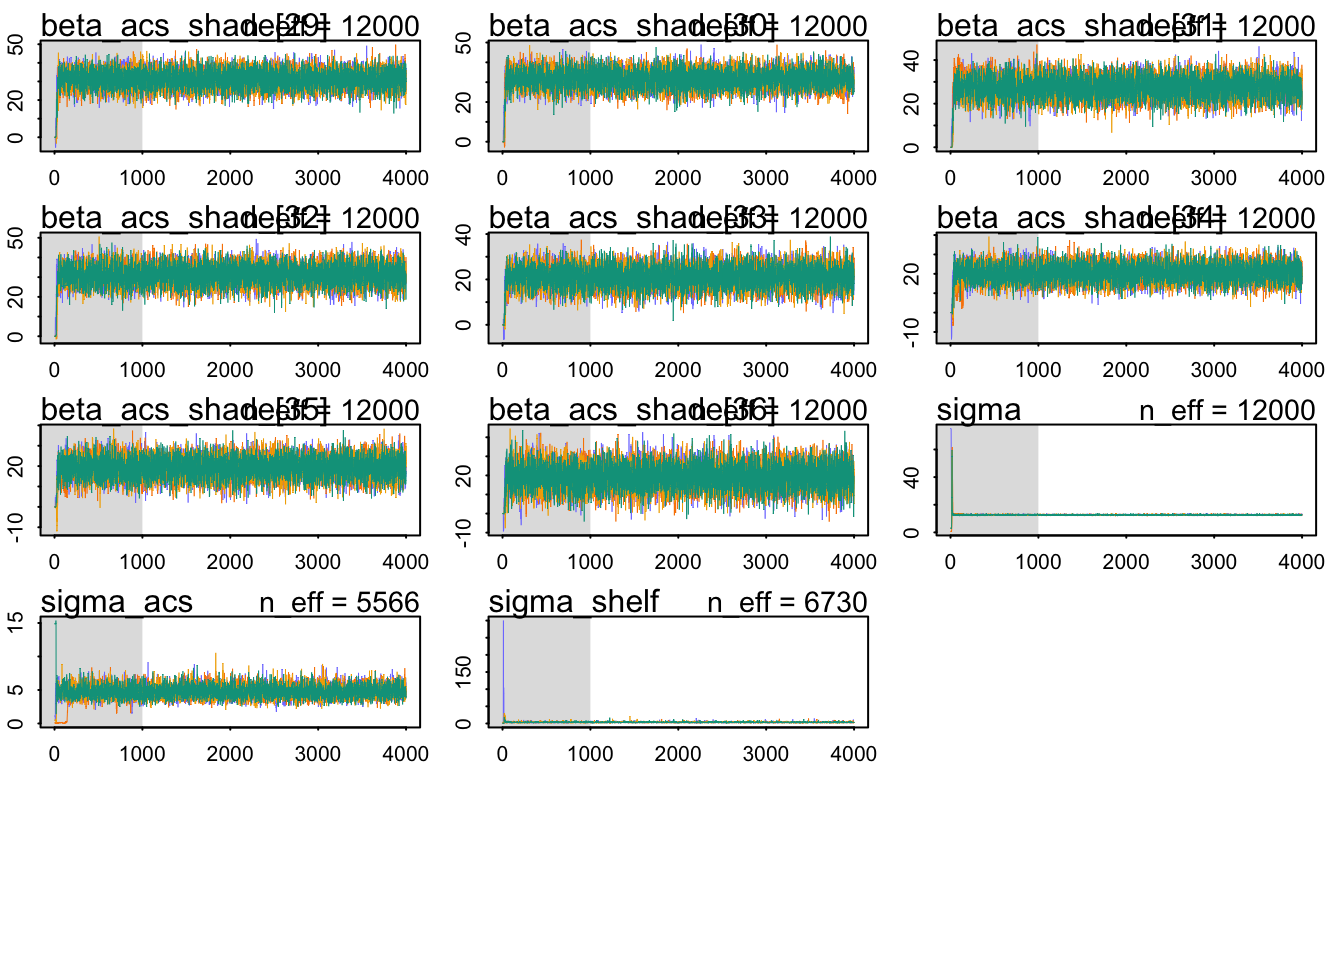 beta_acs_shade[29] n_eff = 12000 beta_acs_shade[30] n_eff = 12000 beta_acs_shade[31] n_eff = 12000
50 20 0 50 20 0 40 20 0
0 1000 2000 3000 4000 0 1000 2000 3000 4000 0 1000 2000 3000 4000
beta_acs_shade[32] n_eff = 12000 beta_acs_shade[33] n_eff = 12000 beta_acs_shade[34] n_eff = 12000
50 20 0 40 20 0 20 -10
0 1000 2000 3000 4000 0 1000 2000 3000 4000 0 1000 2000 3000 4000
beta_acs_shade[35] n_eff = 12000 beta_acs_shade[36] n_eff = 12000 sigma n_eff = 12000
20 -10 20 -10 40 0
0 1000 2000 3000 4000 0 1000 2000 3000 4000 0 1000 2000 3000 4000
sigma_acs n_eff = 5566 sigma_shelf n_eff = 6730
15 5 0 150 0
0 1000 2000 3000 4000 0 1000 2000 3000 4000